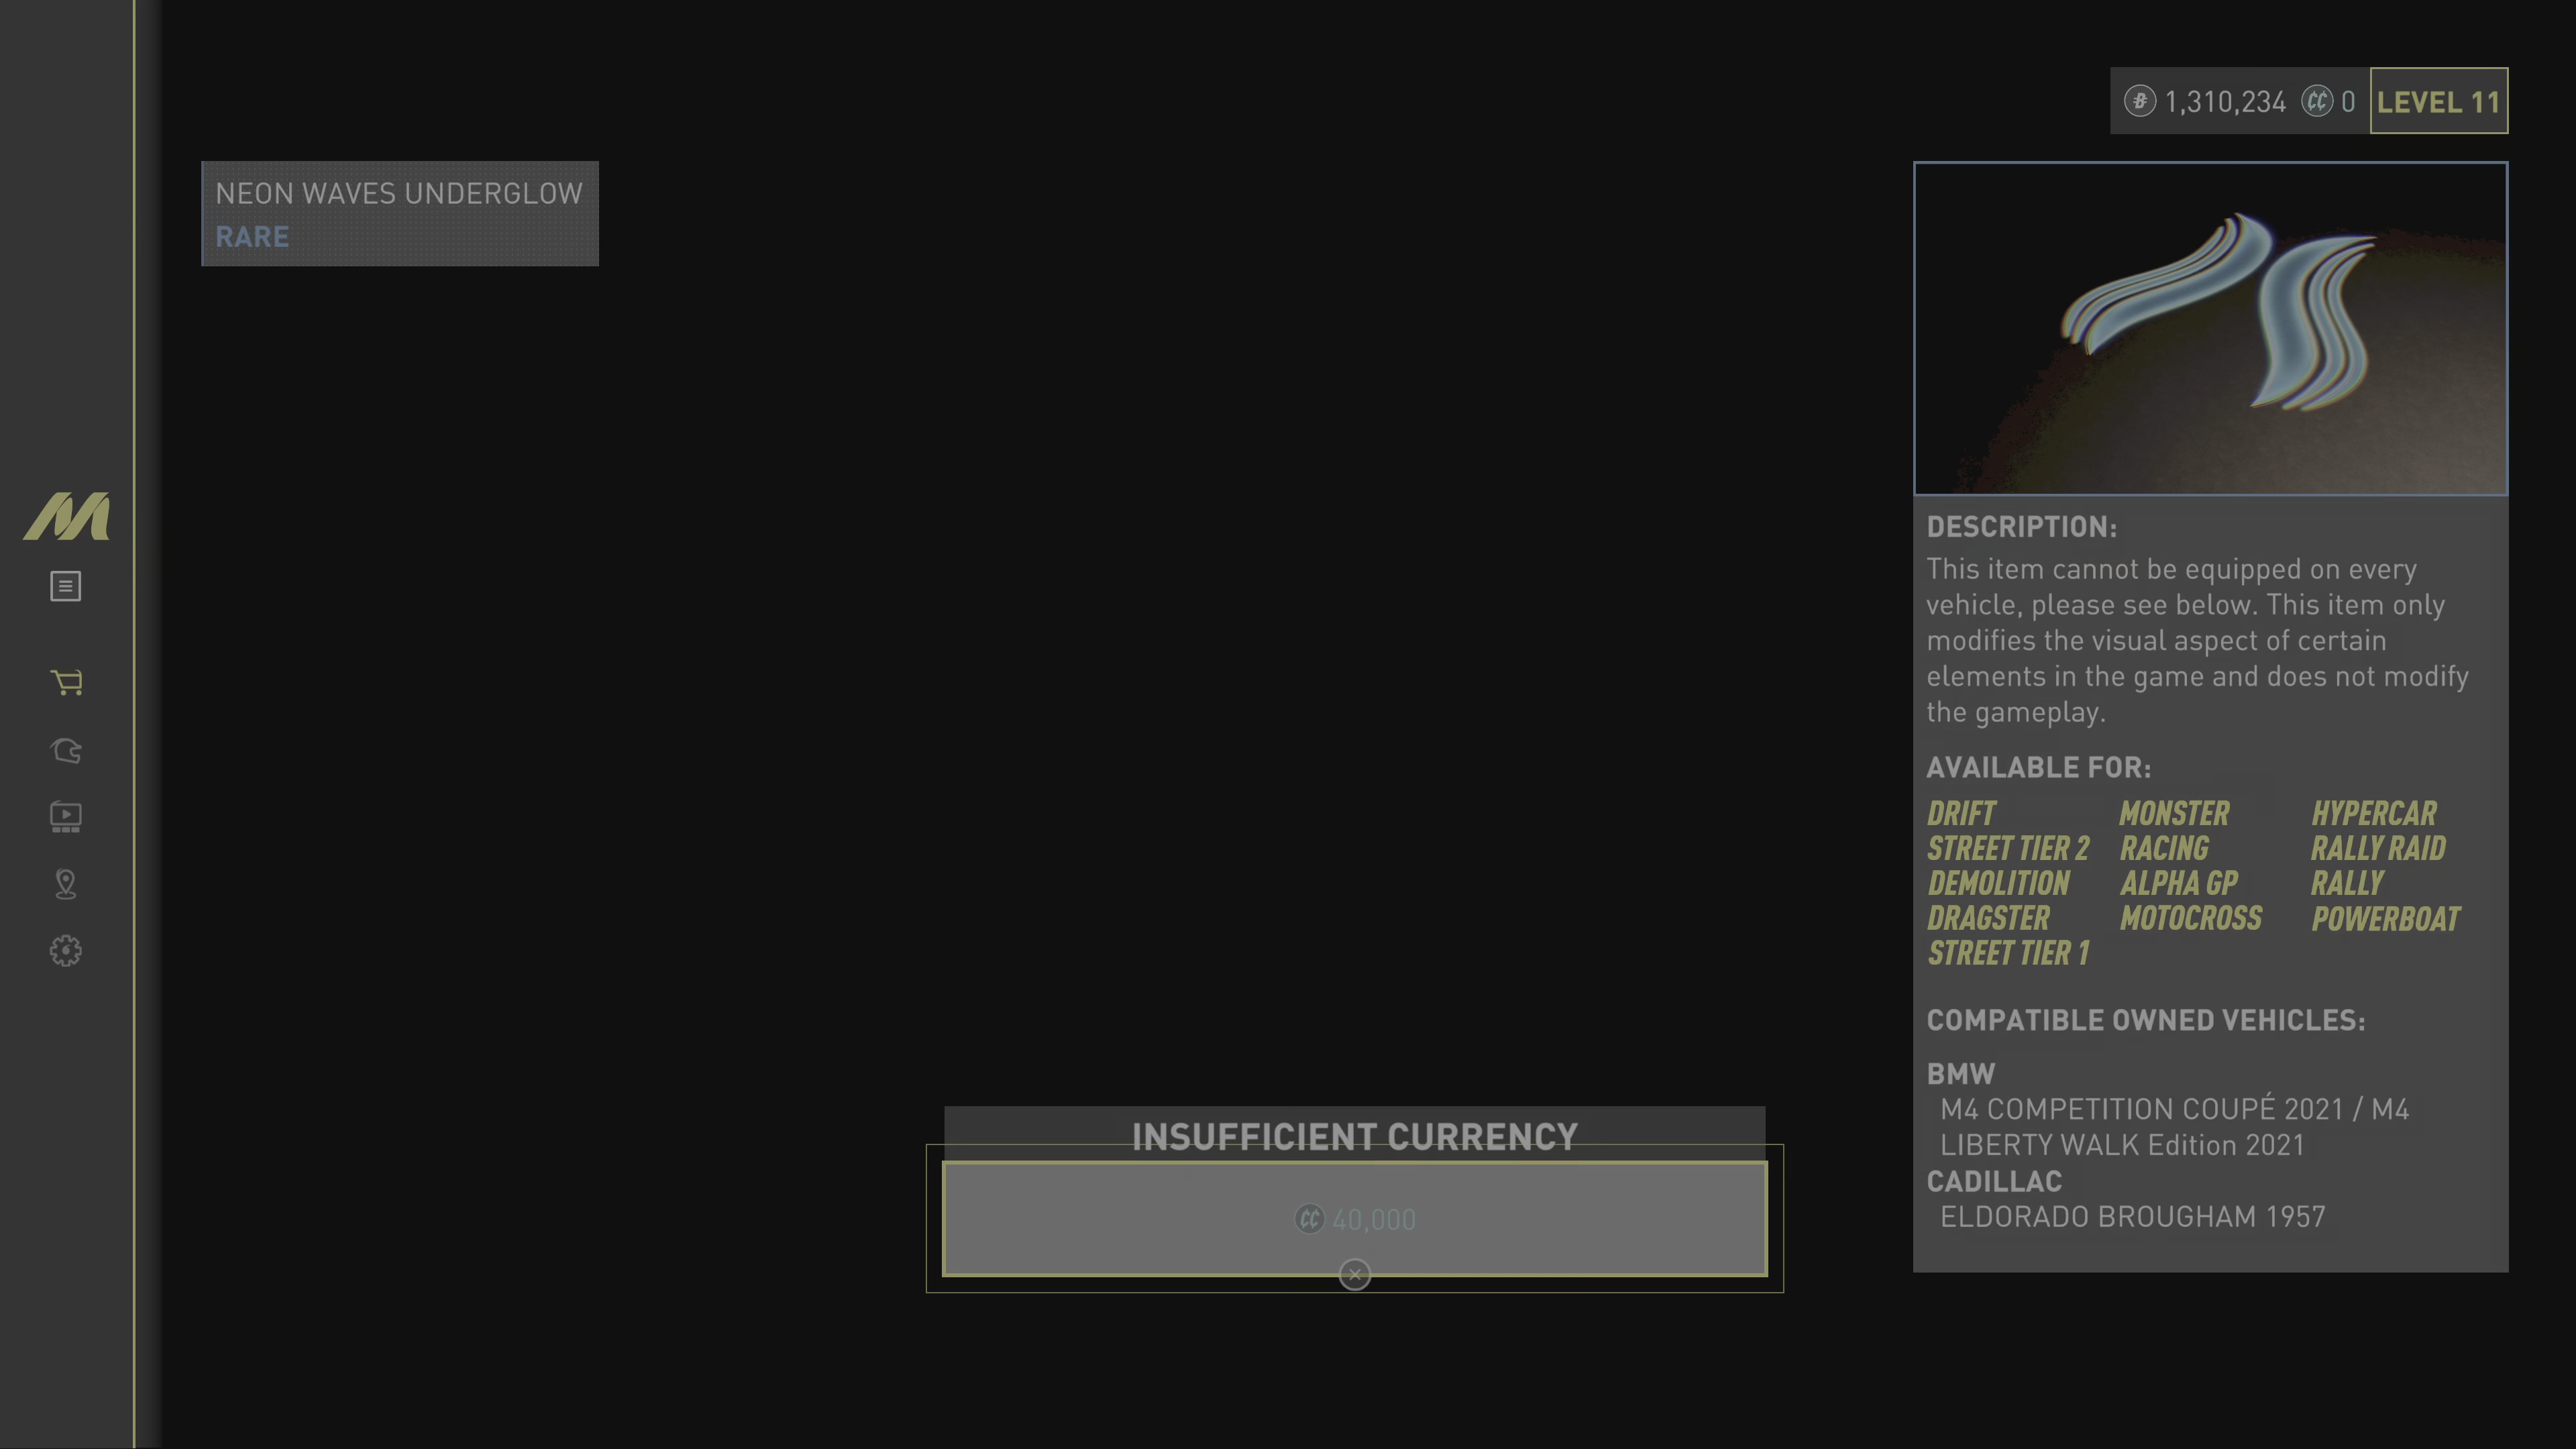 1,310,234 CC 0 LEVEL 11
NEON WAVES UNDERGLOW
RARE
DESCRIPTION:
This item cannot be equipped on every
vehicle, please see below. This item only
modifies the visual aspect of certain
elements in the game and does not modify
the gameplay.
AVAILABLE FOR:
DRIFT MONSTER HYPERCAR
STREET TIER 2 RACING RALLY RAID
DEMOLITION ALPHA GP RALLY
DRAGSTER MOTOCROSS POWERBOAT
STREET TIER 1
COMPATIBLE OWNED VEHICLES:
BMW
M4 COMPETITION COUPÉ 2021 / M4
LIBERTY WALK Edition 2021
CADILLAC
ELDORADO BROUGHAM 1957
INSUFFICIENT CURRENCY
CC 40,000